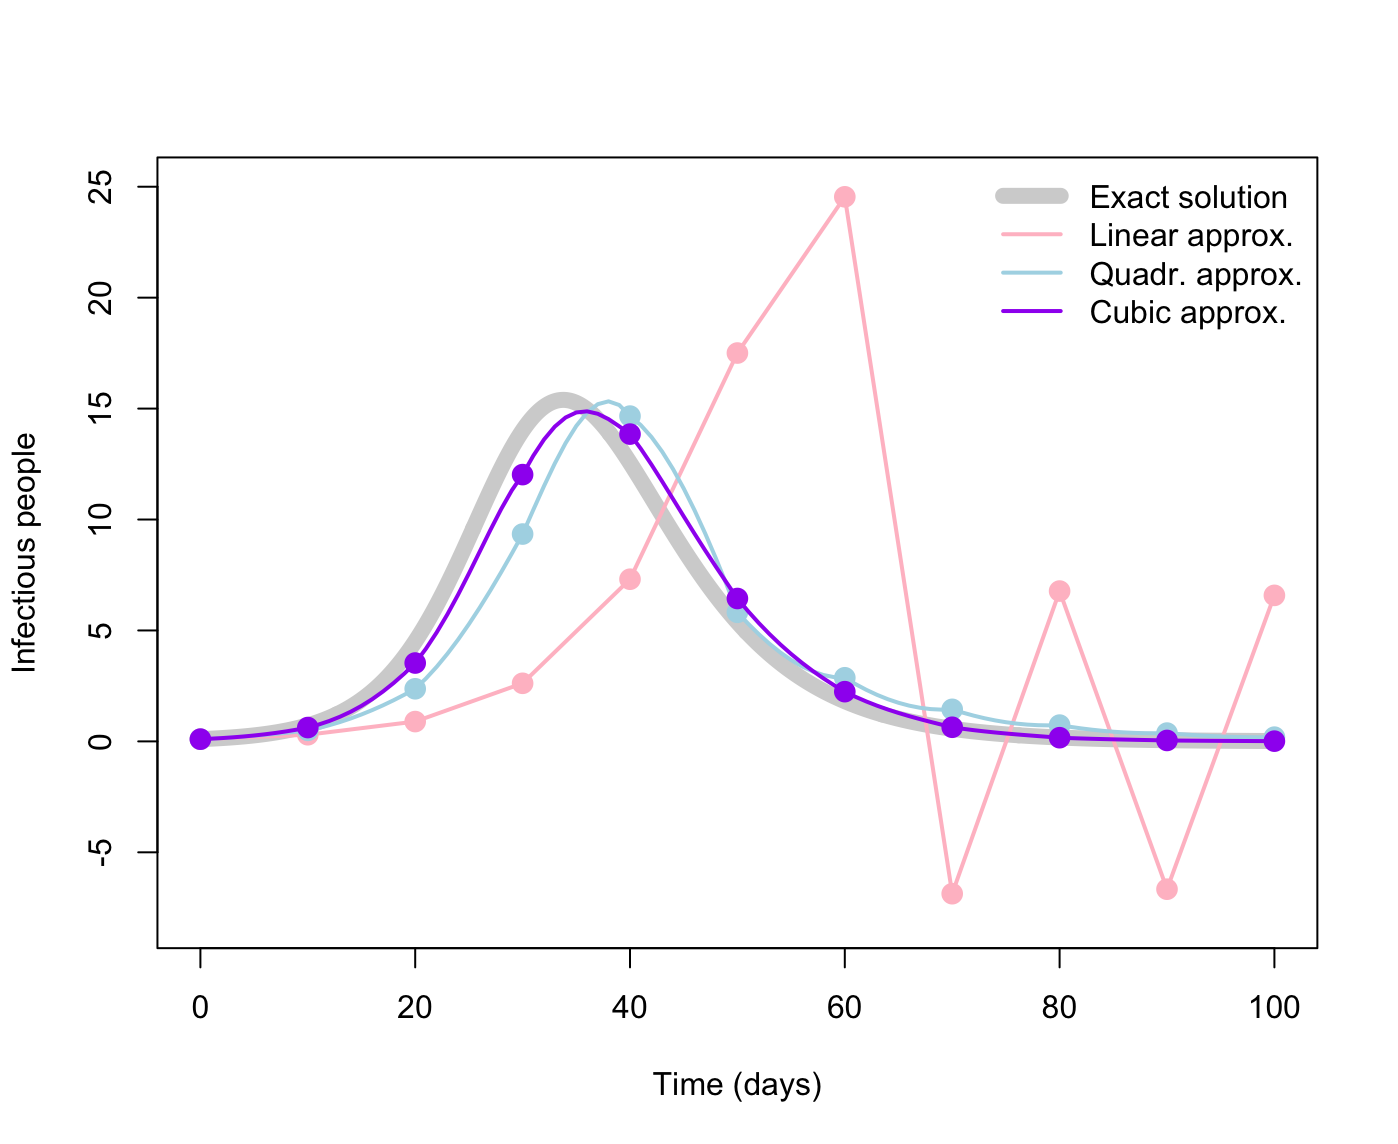 25
20
15
10
5
0
-5
Infectious people
Exact solution
Linear approx.
Quadr. approx.
Cubic approx.
0 20 40 60 80 100
Time (days)